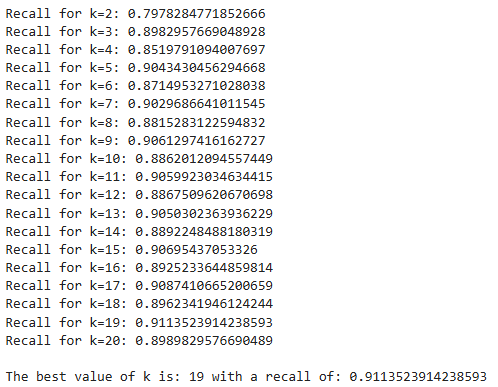 Recall for k=2: 0.7978284771852666
Recall for k=3: 0.8982957669048928
Recall for k=4: 0.8519791094007697
Recall for k=5: 0.9043430456294668
Recall for k=6: 0.8714953271028038
Recall for k=7: 0.9029686641011545
Recall for k=8: 0.8815283122594832
Recall for k=9: 0.9061297416162727
Recall for k=10: 0.8862012094557449
Recall for k=11: 0.9059923034634415
Recall for k=12: 0.8867509620670698
Recall for k=13: 0.9050302363936229
Recall for k=14: 0.8892248488180319
Recall for k=15: 0.90695437053326
Recall for k=16: 0.8925233644859814
Recall for k=17: 0.9087410665200659
Recall for k=18: 0.8962341946124244
Recall for k=19: 0.9113523914238593
Recall for k=20: 0.8989829576690489
The best value of k is: 19 with a recall of: 0.9113523914238593